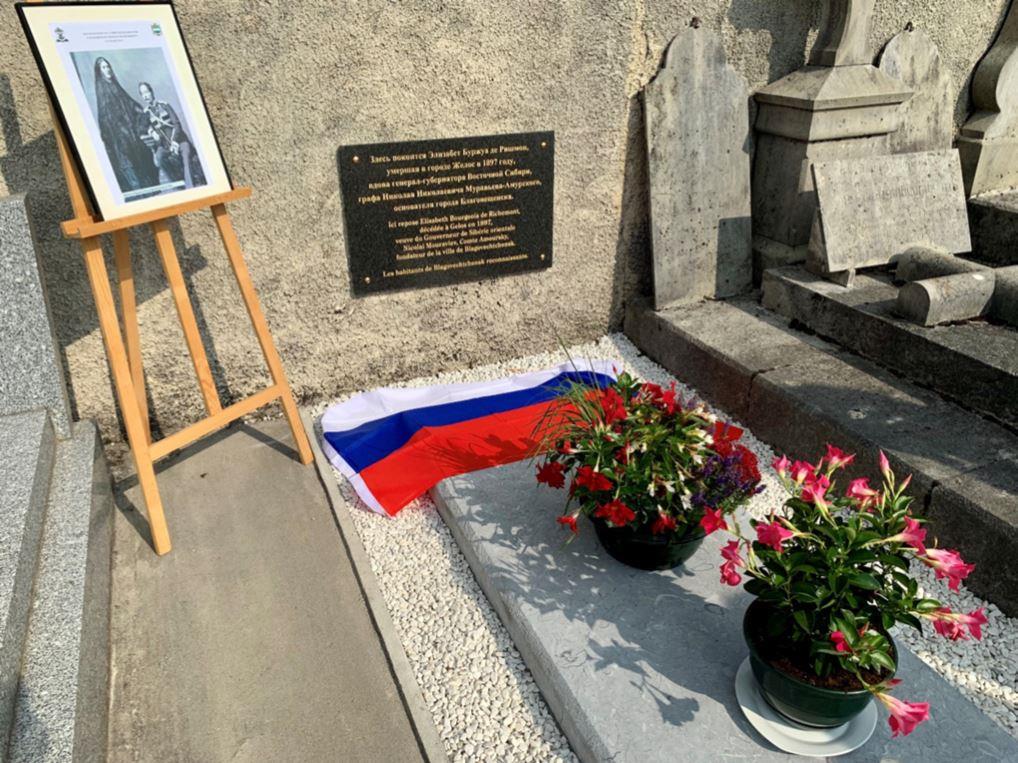 Здесь покоится Элизабет Буржуа де Ришмон,
умершая в городе Желос в 1897 году,
вдова генерал-губернатора Восточной Сибири,
графа Николая Николаевича Муравьева-Амурского,
основателя города Благовещенска.
Ici repose Elisabeth Bourgeois de Richemont,
décédée à Gelos en 1897,
veuve du Gouverneur de Sibérie orientale
Nicolaï Mouraviev, Comte Amoursky,
fondateur de la ville de Blagovechtchensk.
Les habitants de Blagovechtchensk reconnaissants.